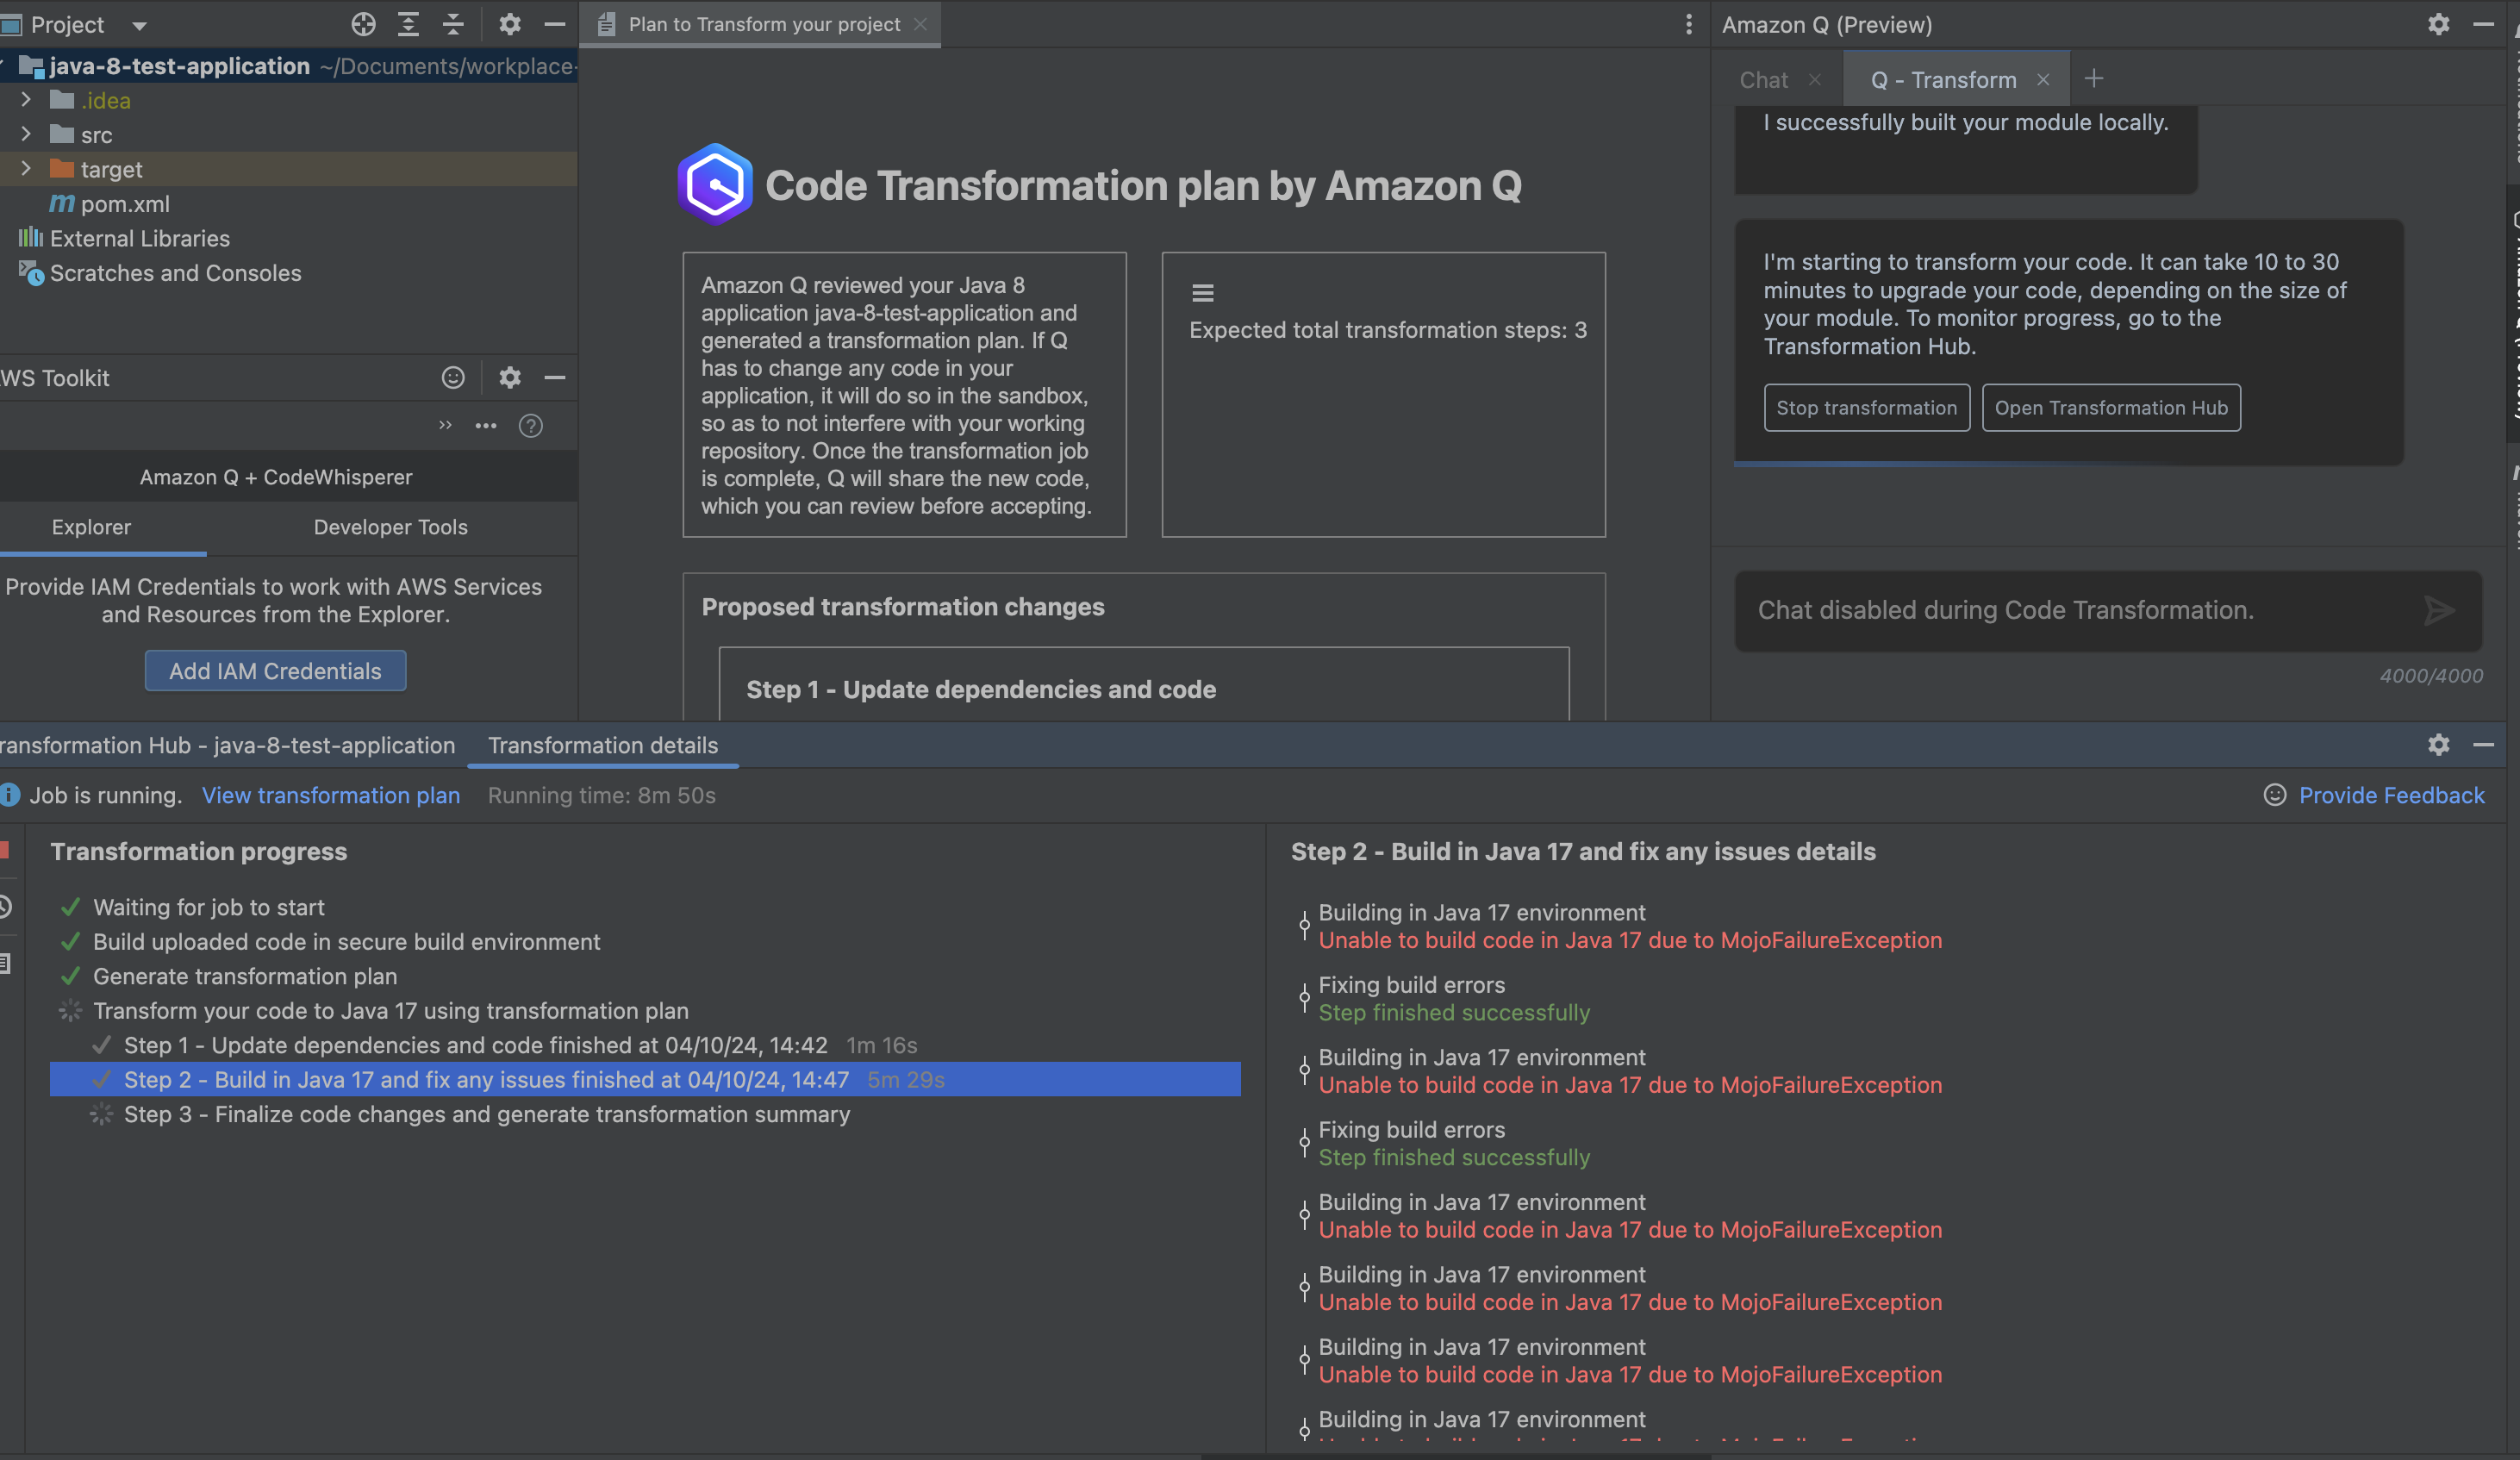 Project
java-8-test-application ~/Documents/workplace-
.idea
src
target
pom.xml
External Libraries
Scratches and Consoles
WS Toolkit
Amazon Q + CodeWhisperer
Explorer
Developer Tools
Provide IAM Credentials to work with AWS Services
and Resources from the Explorer.
Add IAM Credentials
Plan to Transform your project
Code Transformation plan by Amazon Q
Amazon Q reviewed your Java 8
application java-8-test-application and
generated a transformation plan. If Q
has to change any code in your
application, it will do so in the sandbox,
so as to not interfere with your working
repository. Once the transformation job
is complete, Q will share the new code,
which you can review before accepting.
Expected total transformation steps: 3
Proposed transformation changes
Step 1 - Update dependencies and code
Amazon Q (Preview)
Chat
Q - Transform
I successfully built your module locally.
I'm starting to transform your code. It can take 10 to 30
minutes to upgrade your code, depending on the size of
your module. To monitor progress, go to the
Transformation Hub.
Stop transformation
Open Transformation Hub
Chat disabled during Code Transformation.
4000/4000
ransformation Hub - java-8-test-application
Transformation details
Job is running. View transformation plan Running time: 8m 50s
Provide Feedback
Transformation progress
Waiting for job to start
Build uploaded code in secure build environment
Generate transformation plan
Transform your code to Java 17 using transformation plan
Step 1 - Update dependencies and code finished at 04/10/24, 14:42 1m 16s
Step 2 - Build in Java 17 and fix any issues finished at 04/10/24, 14:47 5m 29s
Step 3 - Finalize code changes and generate transformation summary
Step 2 - Build in Java 17 and fix any issues details
Building in Java 17 environment
Unable to build code in Java 17 due to MojoFailureException
Fixing build errors
Step finished successfully
Building in Java 17 environment
Unable to build code in Java 17 due to MojoFailureException
Fixing build errors
Step finished successfully
Building in Java 17 environment
Unable to build code in Java 17 due to MojoFailureException
Building in Java 17 environment
Unable to build code in Java 17 due to MojoFailureException
Building in Java 17 environment
Unable to build code in Java 17 due to MojoFailureException
Building in Java 17 environment